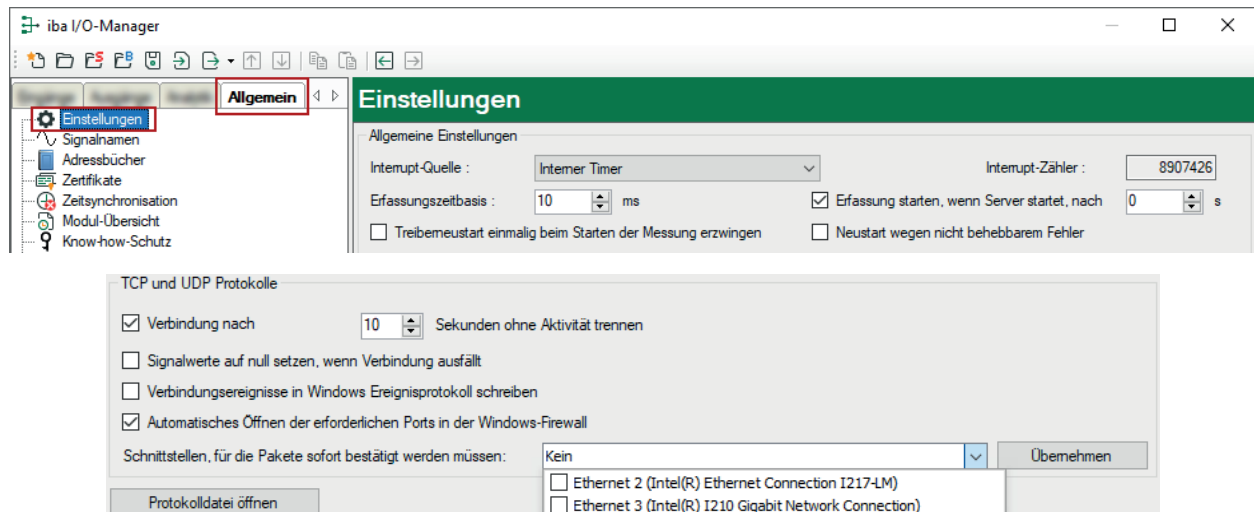 iba I/O-Manager
Allgemein
Einstellungen
Einstellungen
Signalnamen
Adressbücher
Zertifikate
Zeitsynchronisation
Modul-Übersicht
Know-how-Schutz
Allgemeine Einstellungen
Interrupt-Quelle : Interner Timer Interrupt-Zähler : 8907426
Erfassungszeitbasis : 10 ms Erfassung starten, wenn Server startet, nach 0 s
Treiberneustart einmalig beim Starten der Messung erzwingen Neustart wegen nicht behebbarem Fehler
TCP und UDP Protokolle
Verbindung nach 10 Sekunden ohne Aktivität trennen
Signalwerte auf null setzen, wenn Verbindung ausfällt
Verbindungsereignisse in Windows Ereignisprotokoll schreiben
Automatisches Öffnen der erforderlichen Ports in der Windows-Firewall
Schnittstellen, für die Pakete sofort bestätigt werden müssen: Kein Übernehmen
Ethernet 2 (Intel(R) Ethernet Connection I217-LM)
Protokolldatei öffnen Ethernet 3 (Intel(R) I210 Gigabit Network Connection)